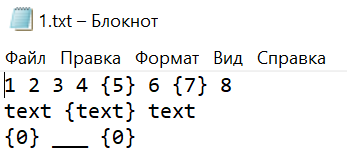 1.txt – Блокнот
Файл Правка Формат Вид Справка
1 2 3 4 {5} 6 {7} 8
text {text} text
{0} ___ {0}